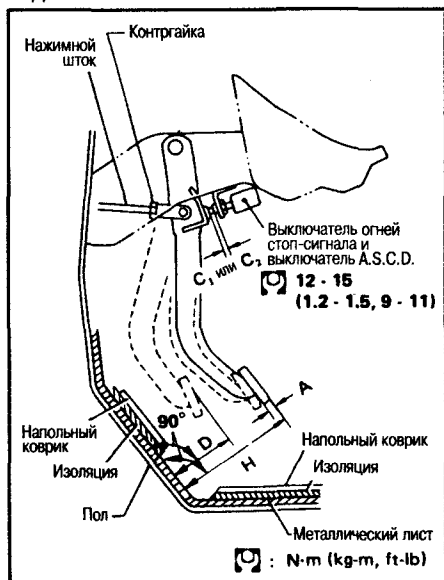 Контргайка
Нажимной
шток
Выключатель огней
стоп-сигнала и
выключатель A.S.C.D.
C₁ или C₂
12 - 15
(1.2 - 1.5, 9 - 11)
A
90°
D
H
Напольный
коврик
Изоляция
Пол
Напольный коврик
Изоляция
Металлический лист
: N·m (kg-m, ft-lb)